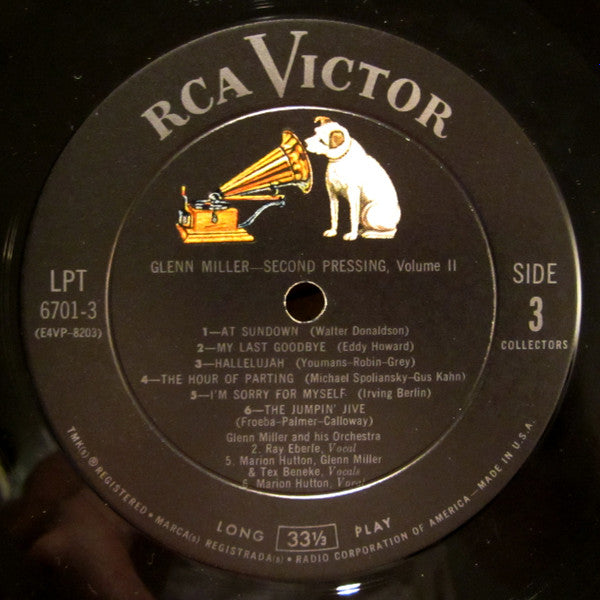 RCA VICTOR
GLENN MILLER—SECOND PRESSING, Volume II
LPT
6701-3
(E4VP-8203)
SIDE
3
COLLECTORS
1—AT SUNDOWN (Walter Donaldson)
2—MY LAST GOODBYE (Eddy Howard)
3—HALLELUJAH (Youmans-Robin-Grey)
4—THE HOUR OF PARTING (Michael Spoliansky-Gus Kahn)
5—I'M SORRY FOR MYSELF (Irving Berlin)
6—THE JUMPIN' JIVE
(Froeba-Palmer-Calloway)
Glenn Miller and his Orchestra
2. Ray Eberle, Vocal
5. Marion Hutton, Glenn Miller
& Tex Beneke, Vocals
6. Marion Hutton, Vocal
LONG 33⅓ PLAY
TMK(s) ® REGISTERED • MARCA(s) REGISTRADA(s) • RADIO CORPORATION OF AMERICA—MADE IN U.S.A.